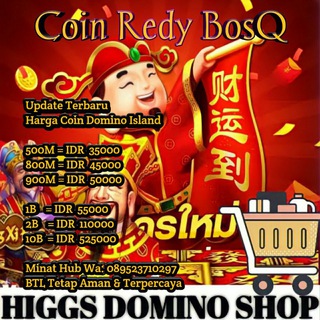 Coin Redy BosQ
财运到
Update Terbaru
Harga Coin Domino Island
500M = IDR 35000
800M = IDR 45000
900M = IDR 50000
1B = IDR 55000
2B = IDR 110000
10B = IDR 525000
Minat Hub Wa: 089523710297
BTL Tetap Aman & Terpercaya
HIGGS DOMINO SHOP